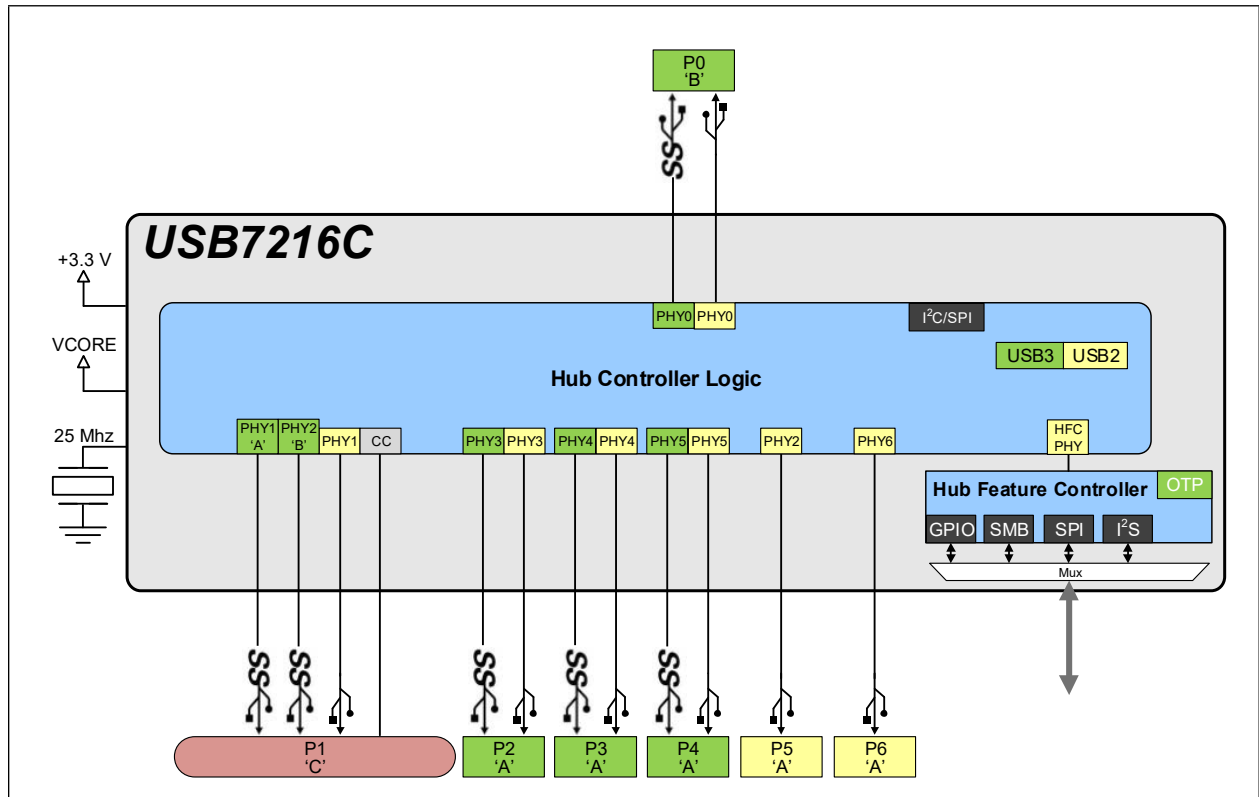 P0
‘B’
SS
USB7216C
+3.3 V
VCORE
25 Mhz
PHY0 PHY0
I²C/SPI
USB3 USB2
Hub Controller Logic
PHY1 ‘A’
PHY2 ‘B’
PHY1
CC
PHY3 PHY3
PHY4 PHY4
PHY5 PHY5
PHY2
PHY6
HFC PHY
Hub Feature Controller
OTP
GPIO SMB SPI I²S
Mux
SS SS SS SS SS
P1
‘C’
P2
‘A’
P3
‘A’
P4
‘A’
P5
‘A’
P6
‘A’